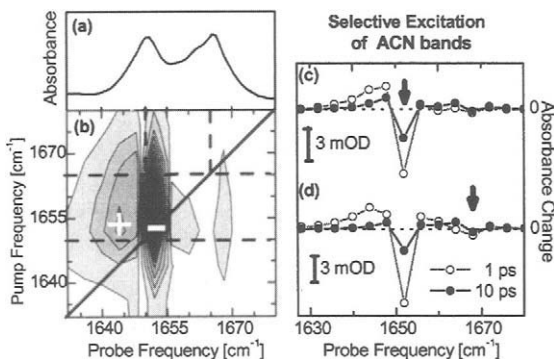 (a)
Absorbance
(b)
Pump Frequency [cm⁻¹]
1670
1655
1640
+
−
1640 1655 1670
Probe Frequency [cm⁻¹]
Selective Excitation
of ACN bands
(c)
3 mOD
0
(d)
3 mOD
0
1 ps
10 ps
Absorbance Change
1630 1650 1670
Probe Frequency [cm⁻¹]